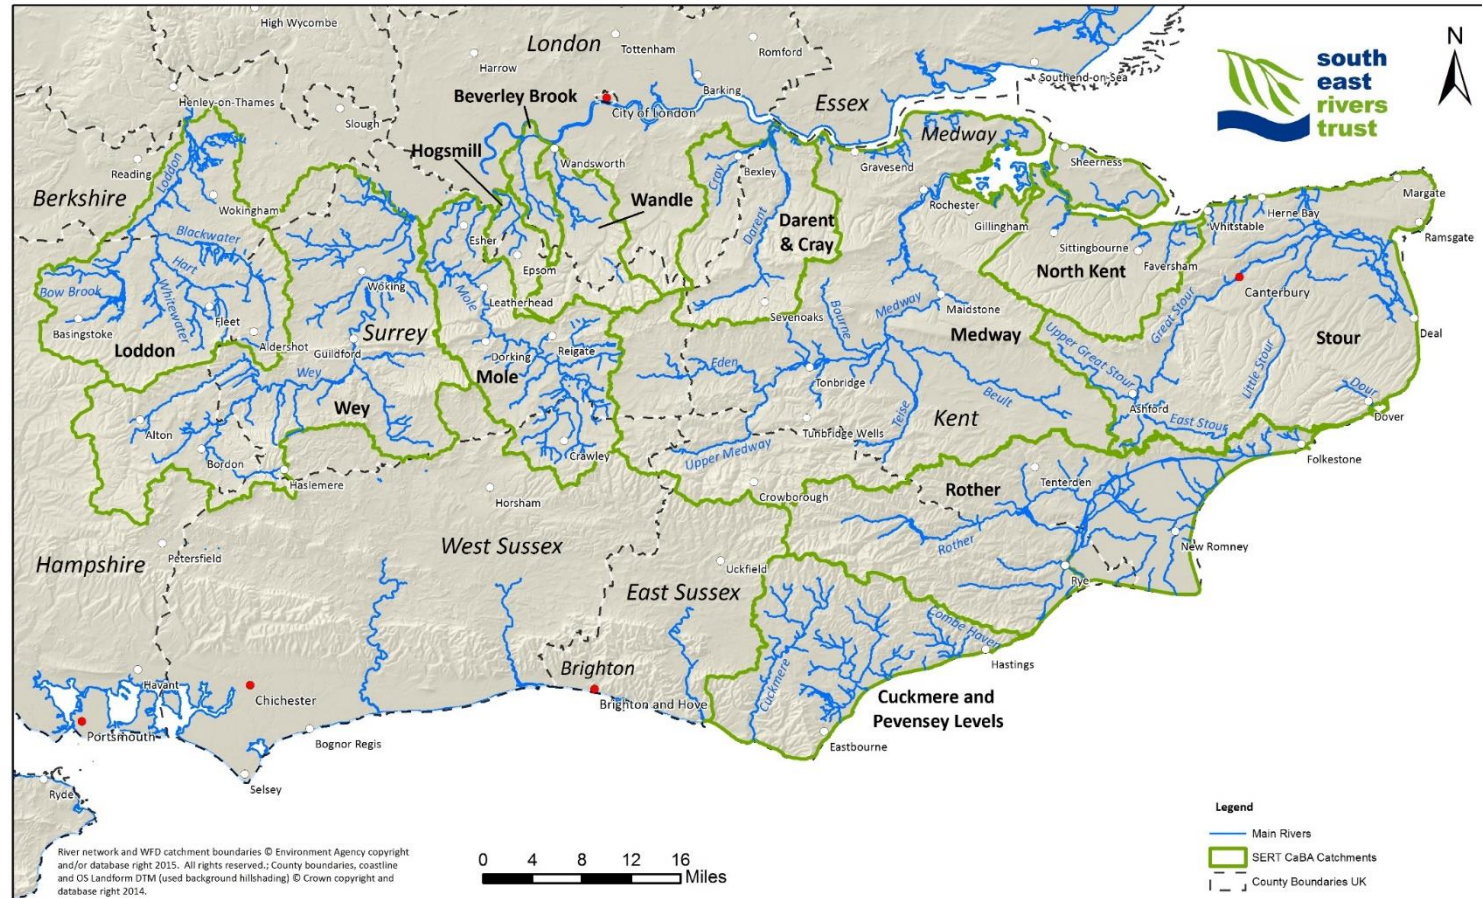 High Wycombe
London
Tottenham
Romford
Harrow
Southend-on-Sea
south
east
rivers
trust
N
Henley-on-Thames
Slough
Beverley Brook
Barking
City of London
Essex
Medway
Hogsmill
Reading
Loddon
Wandsworth
Cray
Bexley
Gravesend
Sheerness
Berkshire
Wokingham
Wandle
Darent
Darent
& Cray
Rochester
Gillingham
Margate
Herne Bay
Whitstable
Ramsgate
Blackwater
Esher
Epsom
Sittingbourne
Faversham
North Kent
Hart
Bow Brook
Whitewater
Woking
Mole
Leatherhead
Sevenoaks
Bourne
Medway
Maidstone
Canterbury
Great Stour
Basingstoke
Fleet
Aldershot
Loddon
Surrey
Guildford
Dorking
Reigate
Medway
Stour
Deal
Upper Great Stour
Little Stour
Wey
Mole
Eden
Tonbridge
Beult
Teise
Kent
Ashford
East Stour
Dour
Dover
Wey
Alton
Bordon
Haslemere
Crawley
Tunbridge Wells
Upper Medway
Folkestone
Horsham
Crowborough
Rother
Tenterden
Hampshire
Petersfield
West Sussex
Rother
New Romney
Uckfield
Rye
East Sussex
Combe Haven
Hastings
Brighton
Cuckmere
Havant
Chichester
Brighton and Hove
Cuckmere and
Pevensey Levels
Portsmouth
Bognor Regis
Eastbourne
Selsey
Ryde
Legend
Main Rivers
SERT CaBA Catchments
County Boundaries UK
River network and WFD catchment boundaries © Environment Agency copyright
and/or database right 2015.  All rights reserved.; County boundaries, coastline
and OS Landform DTM (used background hillshading) © Crown copyright and
database right 2014.
0 4 8 12 16
Miles